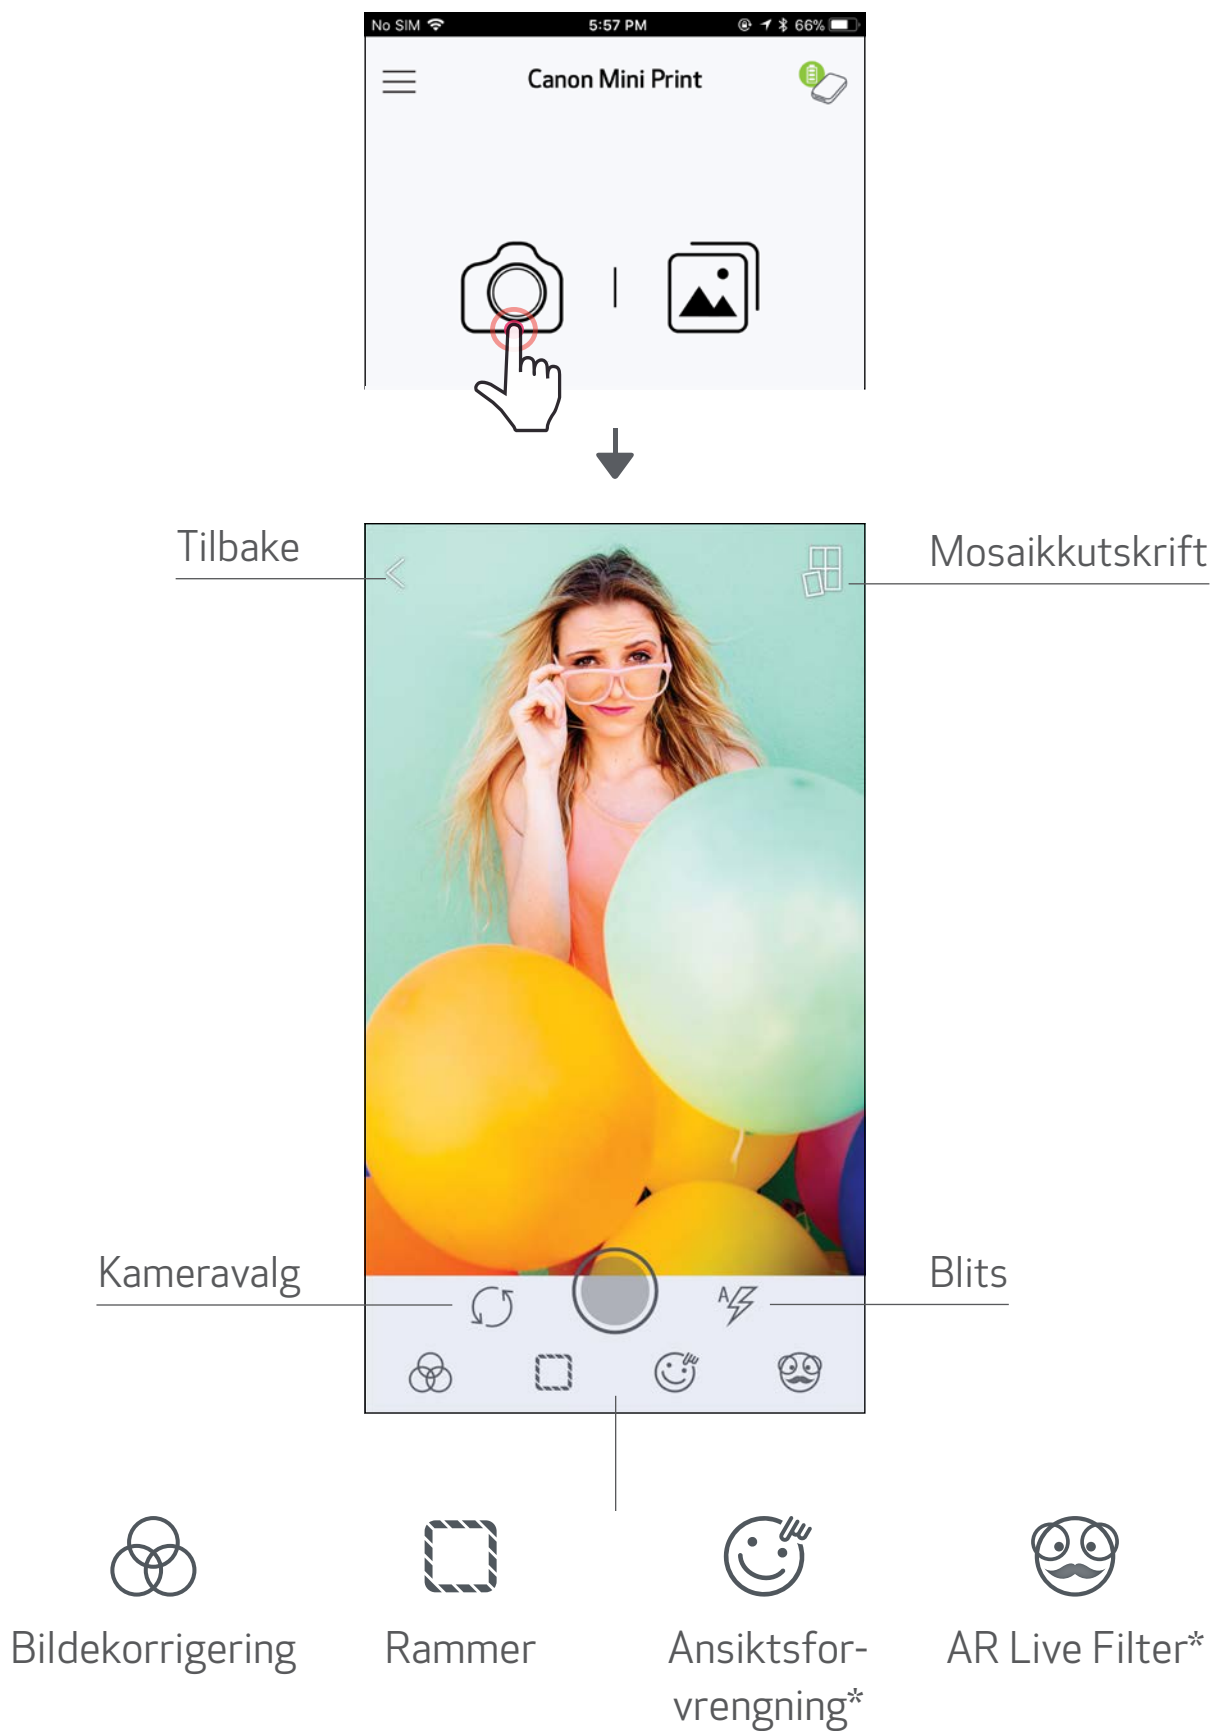 No SIM 5:57 PM 66%
Canon Mini Print
Tilbake
Mosaikkutskrift
Kameravalg
Blits
A
Bildekorrigering
Rammer
Ansiktsfor-
vrengning*
AR Live Filter*